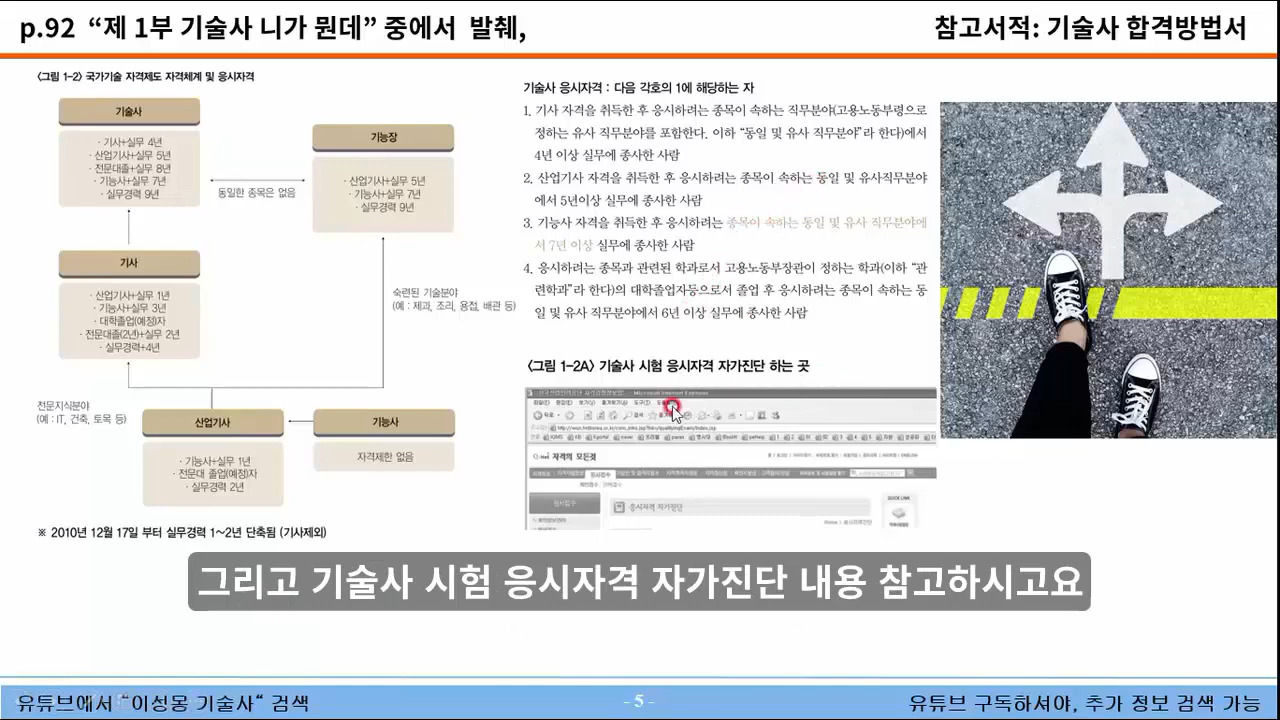 p.92 “제 1부 기술사 니가 뭔데” 중에서 발췌,
참고서적: 기술사 합격방법서
〈그림 1-2〉 국가기술 자격제도 자격체계 및 응시자격
기술사
· 기사+실무 4년
· 산업기사+실무 5년
· 전문대졸+실무 8년
· 기능사+실무 7년
· 실무경력 9년
동일한 종목은 없음
기능장
· 산업기사+실무 5년
· 기능사+실무 7년
· 실무경력 9년
기사
· 산업기사+실무 1년
· 기능사+실무 3년
· 대학졸업(예정)자
· 전문대졸(2년)+실무 2년
· 실무경력+4년
숙련된 기술분야
(예 : 제과, 조리, 용접, 배관 등)
전문지식분야
(예 : IT, 건축, 토목 등)
산업기사
· 기능사+실무 1년
· 전문대 졸업(예정)자
· 실무경력 2년
기능사
자격제한 없음
※ 2010년 12월 17일 부터 실무경력 1~2년 단축됨 (기사제외)
기술사 응시자격 : 다음 각호의 1에 해당하는 자
1. 기사 자격을 취득한 후 응시하려는 종목이 속하는 직무분야(고용노동부령으로
정하는 유사 직무분야를 포함한다. 이하 “동일 및 유사 직무분야”라 한다)에서
4년 이상 실무에 종사한 사람
2. 산업기사 자격을 취득한 후 응시하려는 종목이 속하는 동일 및 유사직무분야
에서 5년이상 실무에 종사한 사람
3. 기능사 자격을 취득한 후 응시하려는 종목이 속하는 동일 및 유사 직무분야에
서 7년 이상 실무에 종사한 사람
4. 응시하려는 종목과 관련된 학과로서 고용노동부장관이 정하는 학과(이하 “관
련학과”라 한다)의 대학졸업자등으로서 졸업 후 응시하려는 종목이 속하는 동
일 및 유사 직무분야에서 6년 이상 실무에 종사한 사람
〈그림 1-2A〉 기술사 시험 응시자격 자가진단 하는 곳
Q-Net 자격의 모든것
원서접수
응시자격 자가진단
QUICK LINK
그리고 기술사 시험 응시자격 자가진단 내용 참고하시고요
유튜브에서 “이성몽 기술사“ 검색
- 5 -
유튜브 구독하셔야, 추가 정보 검색 가능